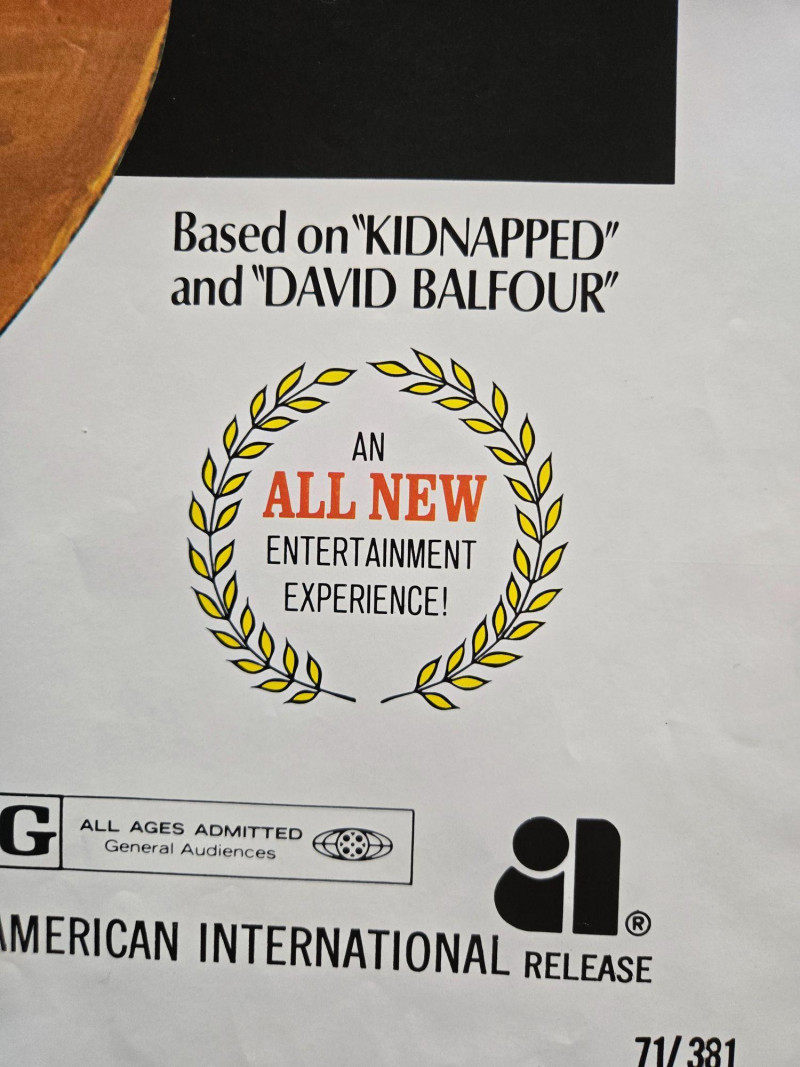 Based on "KIDNAPPED"
and "DAVID BALFOUR"
AN
ALL NEW
ENTERTAINMENT
EXPERIENCE!
G
ALL AGES ADMITTED
General Audiences
ai®
AMERICAN INTERNATIONAL RELEASE
71/381